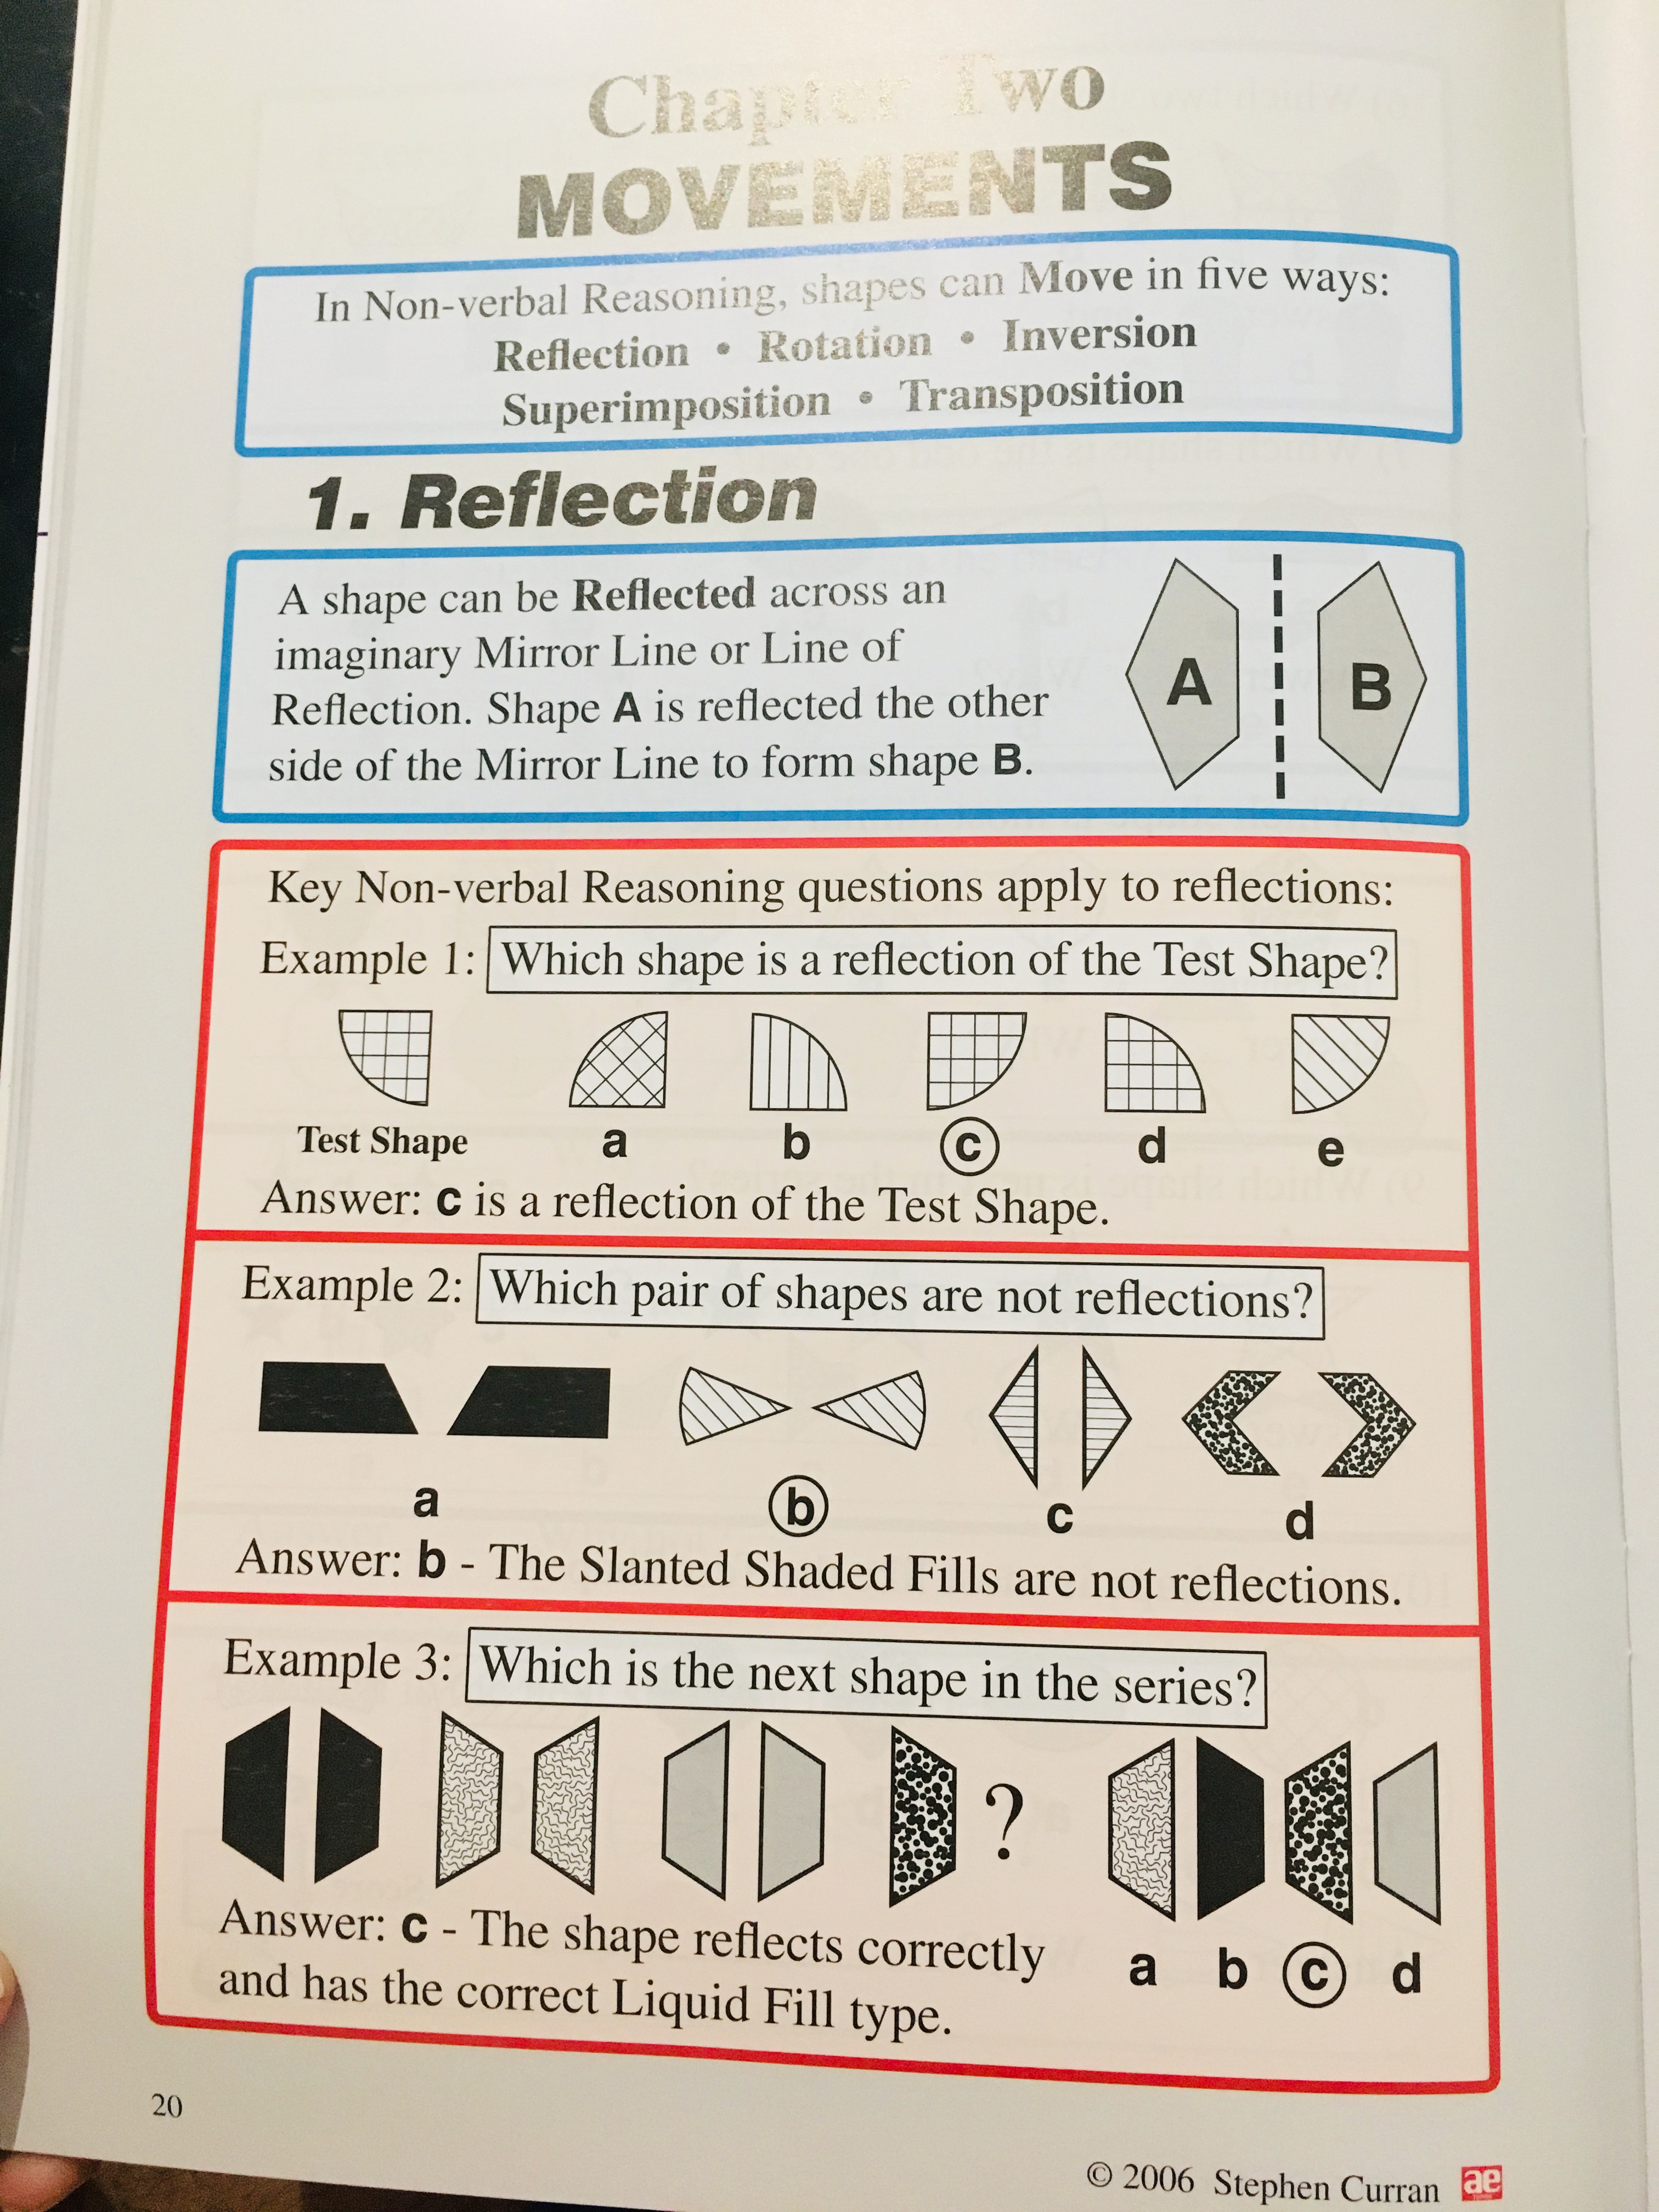 Chapter Two
MOVEMENTS
In Non-verbal Reasoning, shapes can Move in five ways:
Reflection • Rotation • Inversion
Superimposition • Transposition
1. Reflection
A shape can be Reflected across an
imaginary Mirror Line or Line of
Reflection. Shape A is reflected the other
side of the Mirror Line to form shape B.
A B
Key Non-verbal Reasoning questions apply to reflections:
Example 1: Which shape is a reflection of the Test Shape?
Test Shape a b c d e
Answer: c is a reflection of the Test Shape.
Example 2: Which pair of shapes are not reflections?
a b c d
Answer: b - The Slanted Shaded Fills are not reflections.
Example 3: Which is the next shape in the series?
?
a b c d
Answer: c - The shape reflects correctly
and has the correct Liquid Fill type.
20
© 2006 Stephen Curran ae